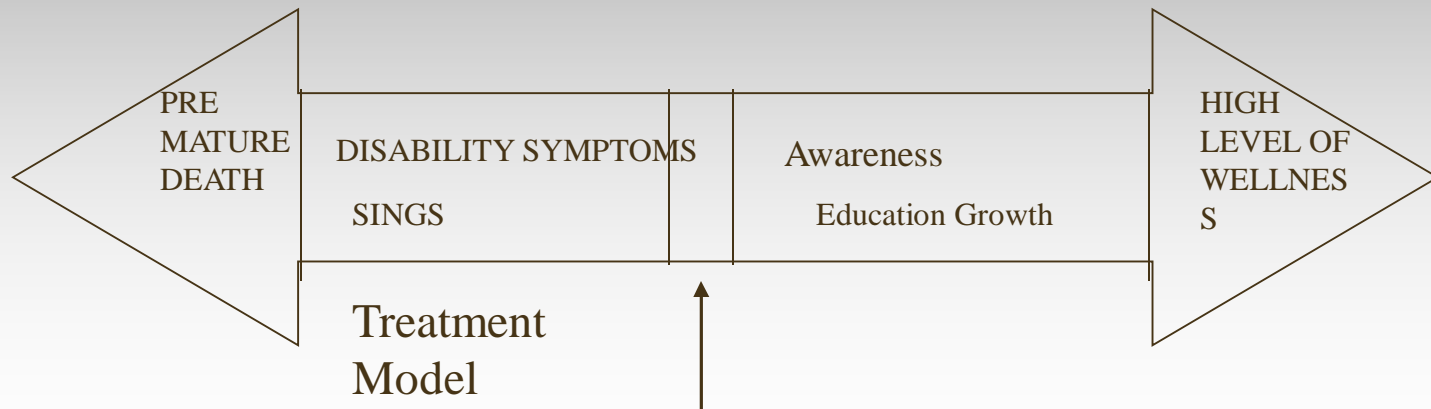 PRE
MATURE
DEATH
DISABILITY SYMPTOMS
SINGS
Awareness
Education Growth
HIGH
LEVEL OF
WELLNES
S
Treatment
Model